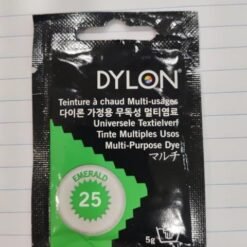 DYLON
Teinture à chaud Multi-usages
다이론 가정용 무독성 멀티염료
Universele Textielverf
Tinte Multiples Usos
Multi-Purpose Dye
マルチ
EMERALD
25
5g